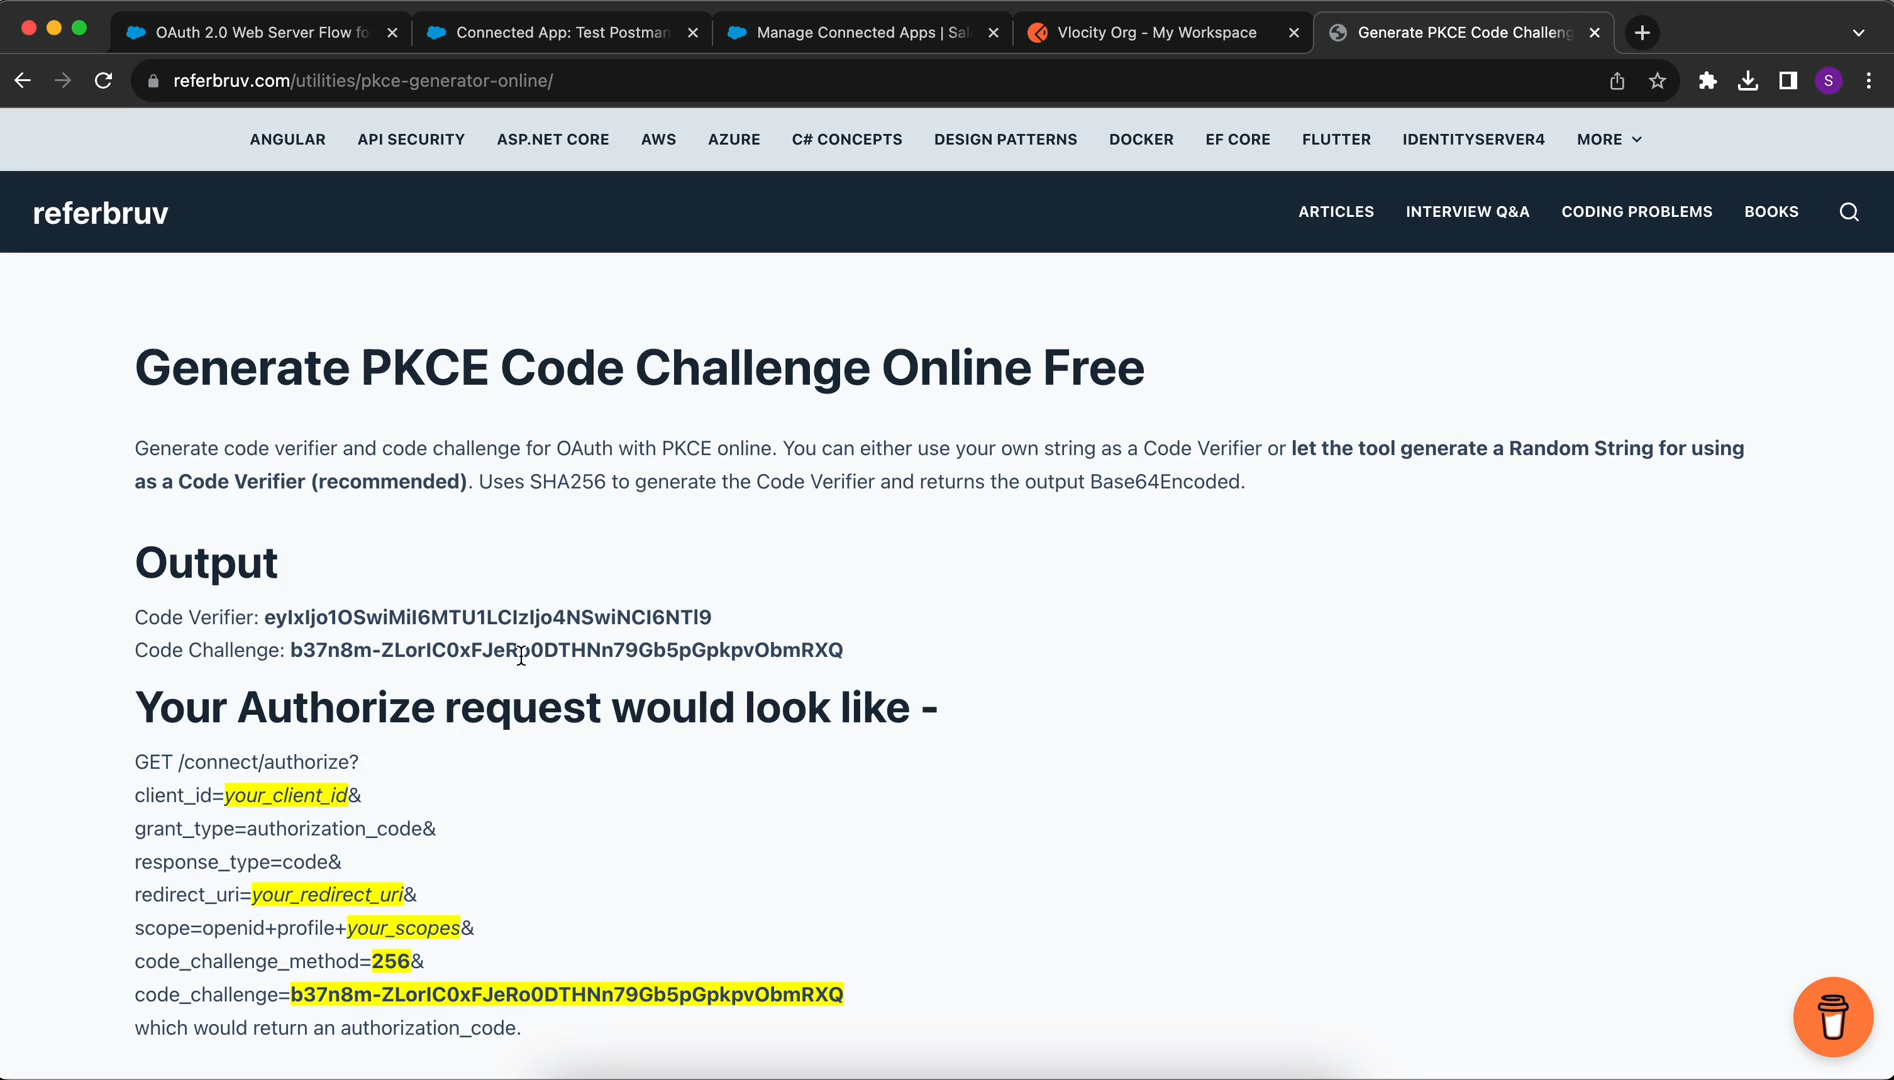 OAuth 2.0 Web Server Flow fo
Connected App: Test Postman
Manage Connected Apps | Sal
Vlocity Org - My Workspace
Generate PKCE Code Challeng
referbruv.com/utilities/pkce-generator-online/
S
ANGULAR API SECURITY ASP.NET CORE AWS AZURE C# CONCEPTS DESIGN PATTERNS DOCKER EF CORE FLUTTER IDENTITYSERVER4 MORE
referbruv ARTICLES INTERVIEW Q&A CODING PROBLEMS BOOKS
Generate PKCE Code Challenge Online Free
Generate code verifier and code challenge for OAuth with PKCE online. You can either use your own string as a Code Verifier or let the tool generate a Random String for using
as a Code Verifier (recommended). Uses SHA256 to generate the Code Verifier and returns the output Base64Encoded.
Output
Code Verifier: eyIxIjo1OSwiMiI6MTU1LCIzIjo4NSwiNCI6NTl9
Code Challenge: b37n8m-ZLorIC0xFJeRo0DTHNn79Gb5pGpkpvObmRXQ
Your Authorize request would look like -
GET /connect/authorize?
client_id=your_client_id&
grant_type=authorization_code&
response_type=code&
redirect_uri=your_redirect_uri&
scope=openid+profile+your_scopes&
code_challenge_method=256&
code_challenge=b37n8m-ZLorIC0xFJeRo0DTHNn79Gb5pGpkpvObmRXQ
which would return an authorization_code.